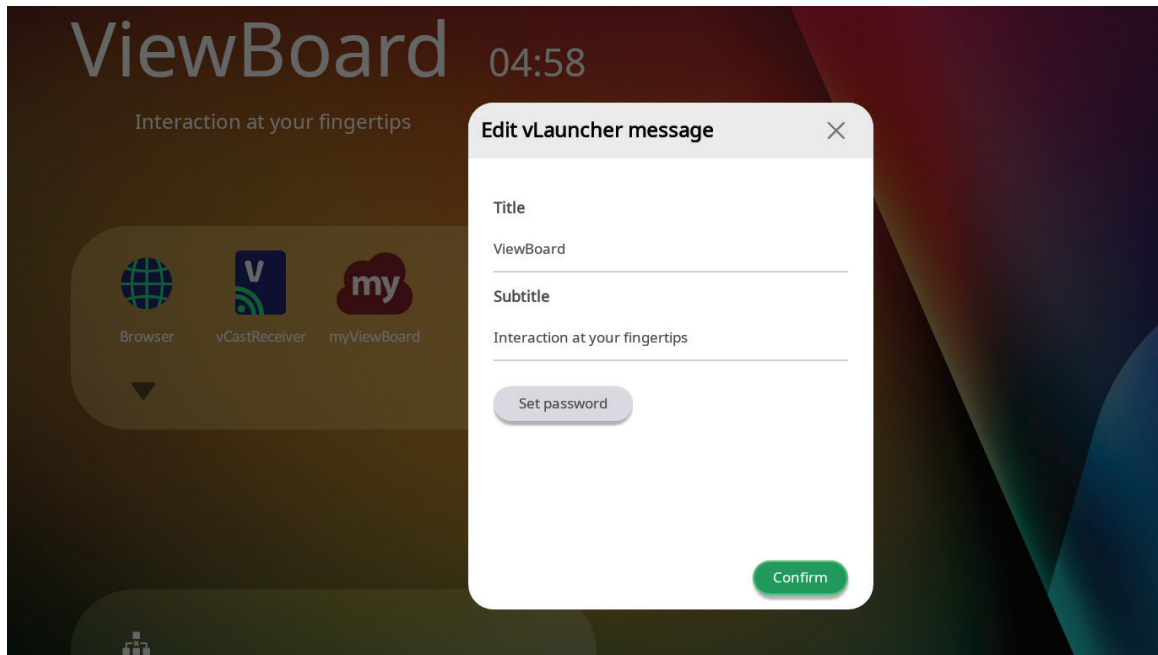 ViewBoard 04:58
Interaction at your fingertips
Edit vLauncher message
Title
ViewBoard
Subtitle
Interaction at your fingertips
Set password
Confirm
V
my
Browser vCastReceiver myViewBoard